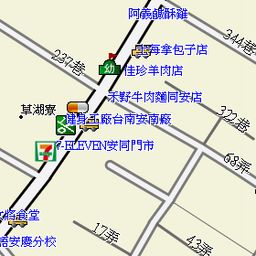 阿義鹹酥雞
344巷
237巷
上海拿包子店
幼
佳珍羊肉店
禾野牛肉麵同安店
草湖寮
322巷
健身工廠台南安南廠
7-ELEVEN安同門市
68弄
17弄
43弄
安慶分校